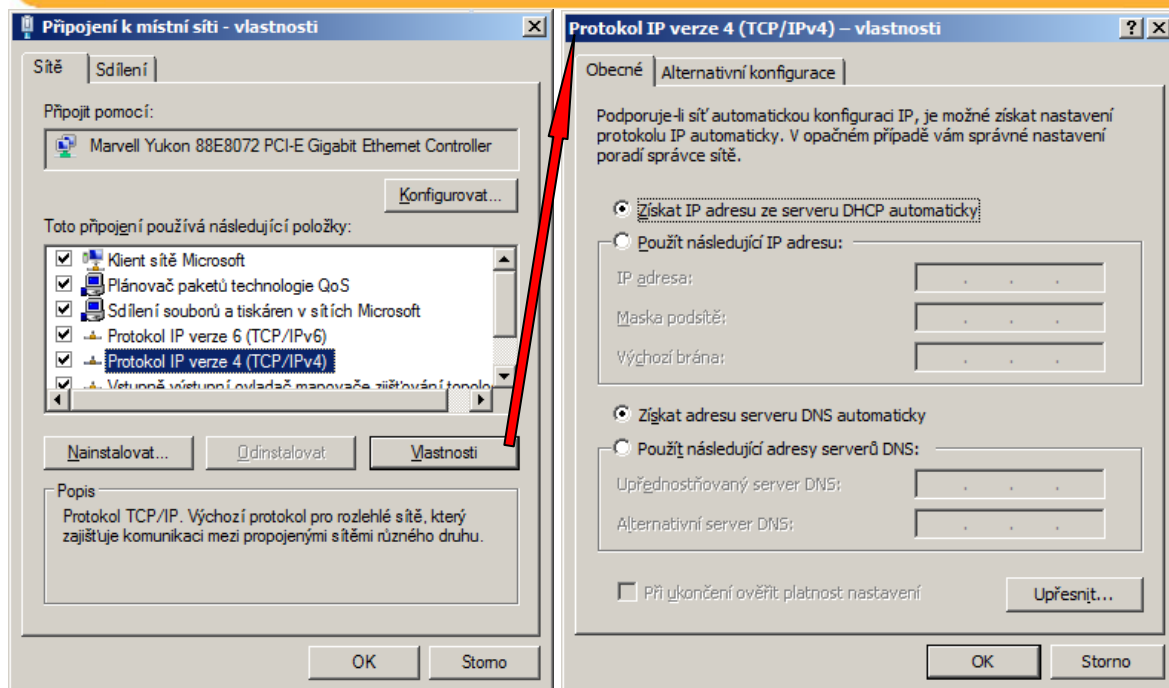 Připojení k místní síti - vlastnosti
Sítě
Sdílení
Připojit pomocí:
Marvell Yukon 88E8072 PCI-E Gigabit Ethernet Controller
Konfigurovat...
Toto připojení používá následující položky:
Klient sítě Microsoft
Plánovač paketů technologie QoS
Sdílení souborů a tiskáren v sítích Microsoft
Protokol IP verze 6 (TCP/IPv6)
Protokol IP verze 4 (TCP/IPv4)
Vstupně výstupní ovladač mapovače zjišťování topolo
Nainstalovat...
Odinstalovat
Vlastnosti
Popis
Protokol TCP/IP. Výchozí protokol pro rozlehlé sítě, který
zajišťuje komunikaci mezi propojenými sítěmi různého druhu.
OK
Storno
Protokol IP verze 4 (TCP/IPv4) – vlastnosti
Obecné
Alternativní konfigurace
Podporuje-li síť automatickou konfiguraci IP, je možné získat nastavení
protokolu IP automaticky. V opačném případě vám správné nastavení
poradí správce sítě.
Získat IP adresu ze serveru DHCP automaticky
Použít následující IP adresu:
IP adresa:
Maska podsítě:
Výchozí brána:
Získat adresu serveru DNS automaticky
Použít následující adresy serverů DNS:
Upřednostňovaný server DNS:
Alternativní server DNS:
Při ukončení ověřit platnost nastavení
Upřesnit...
OK
Storno